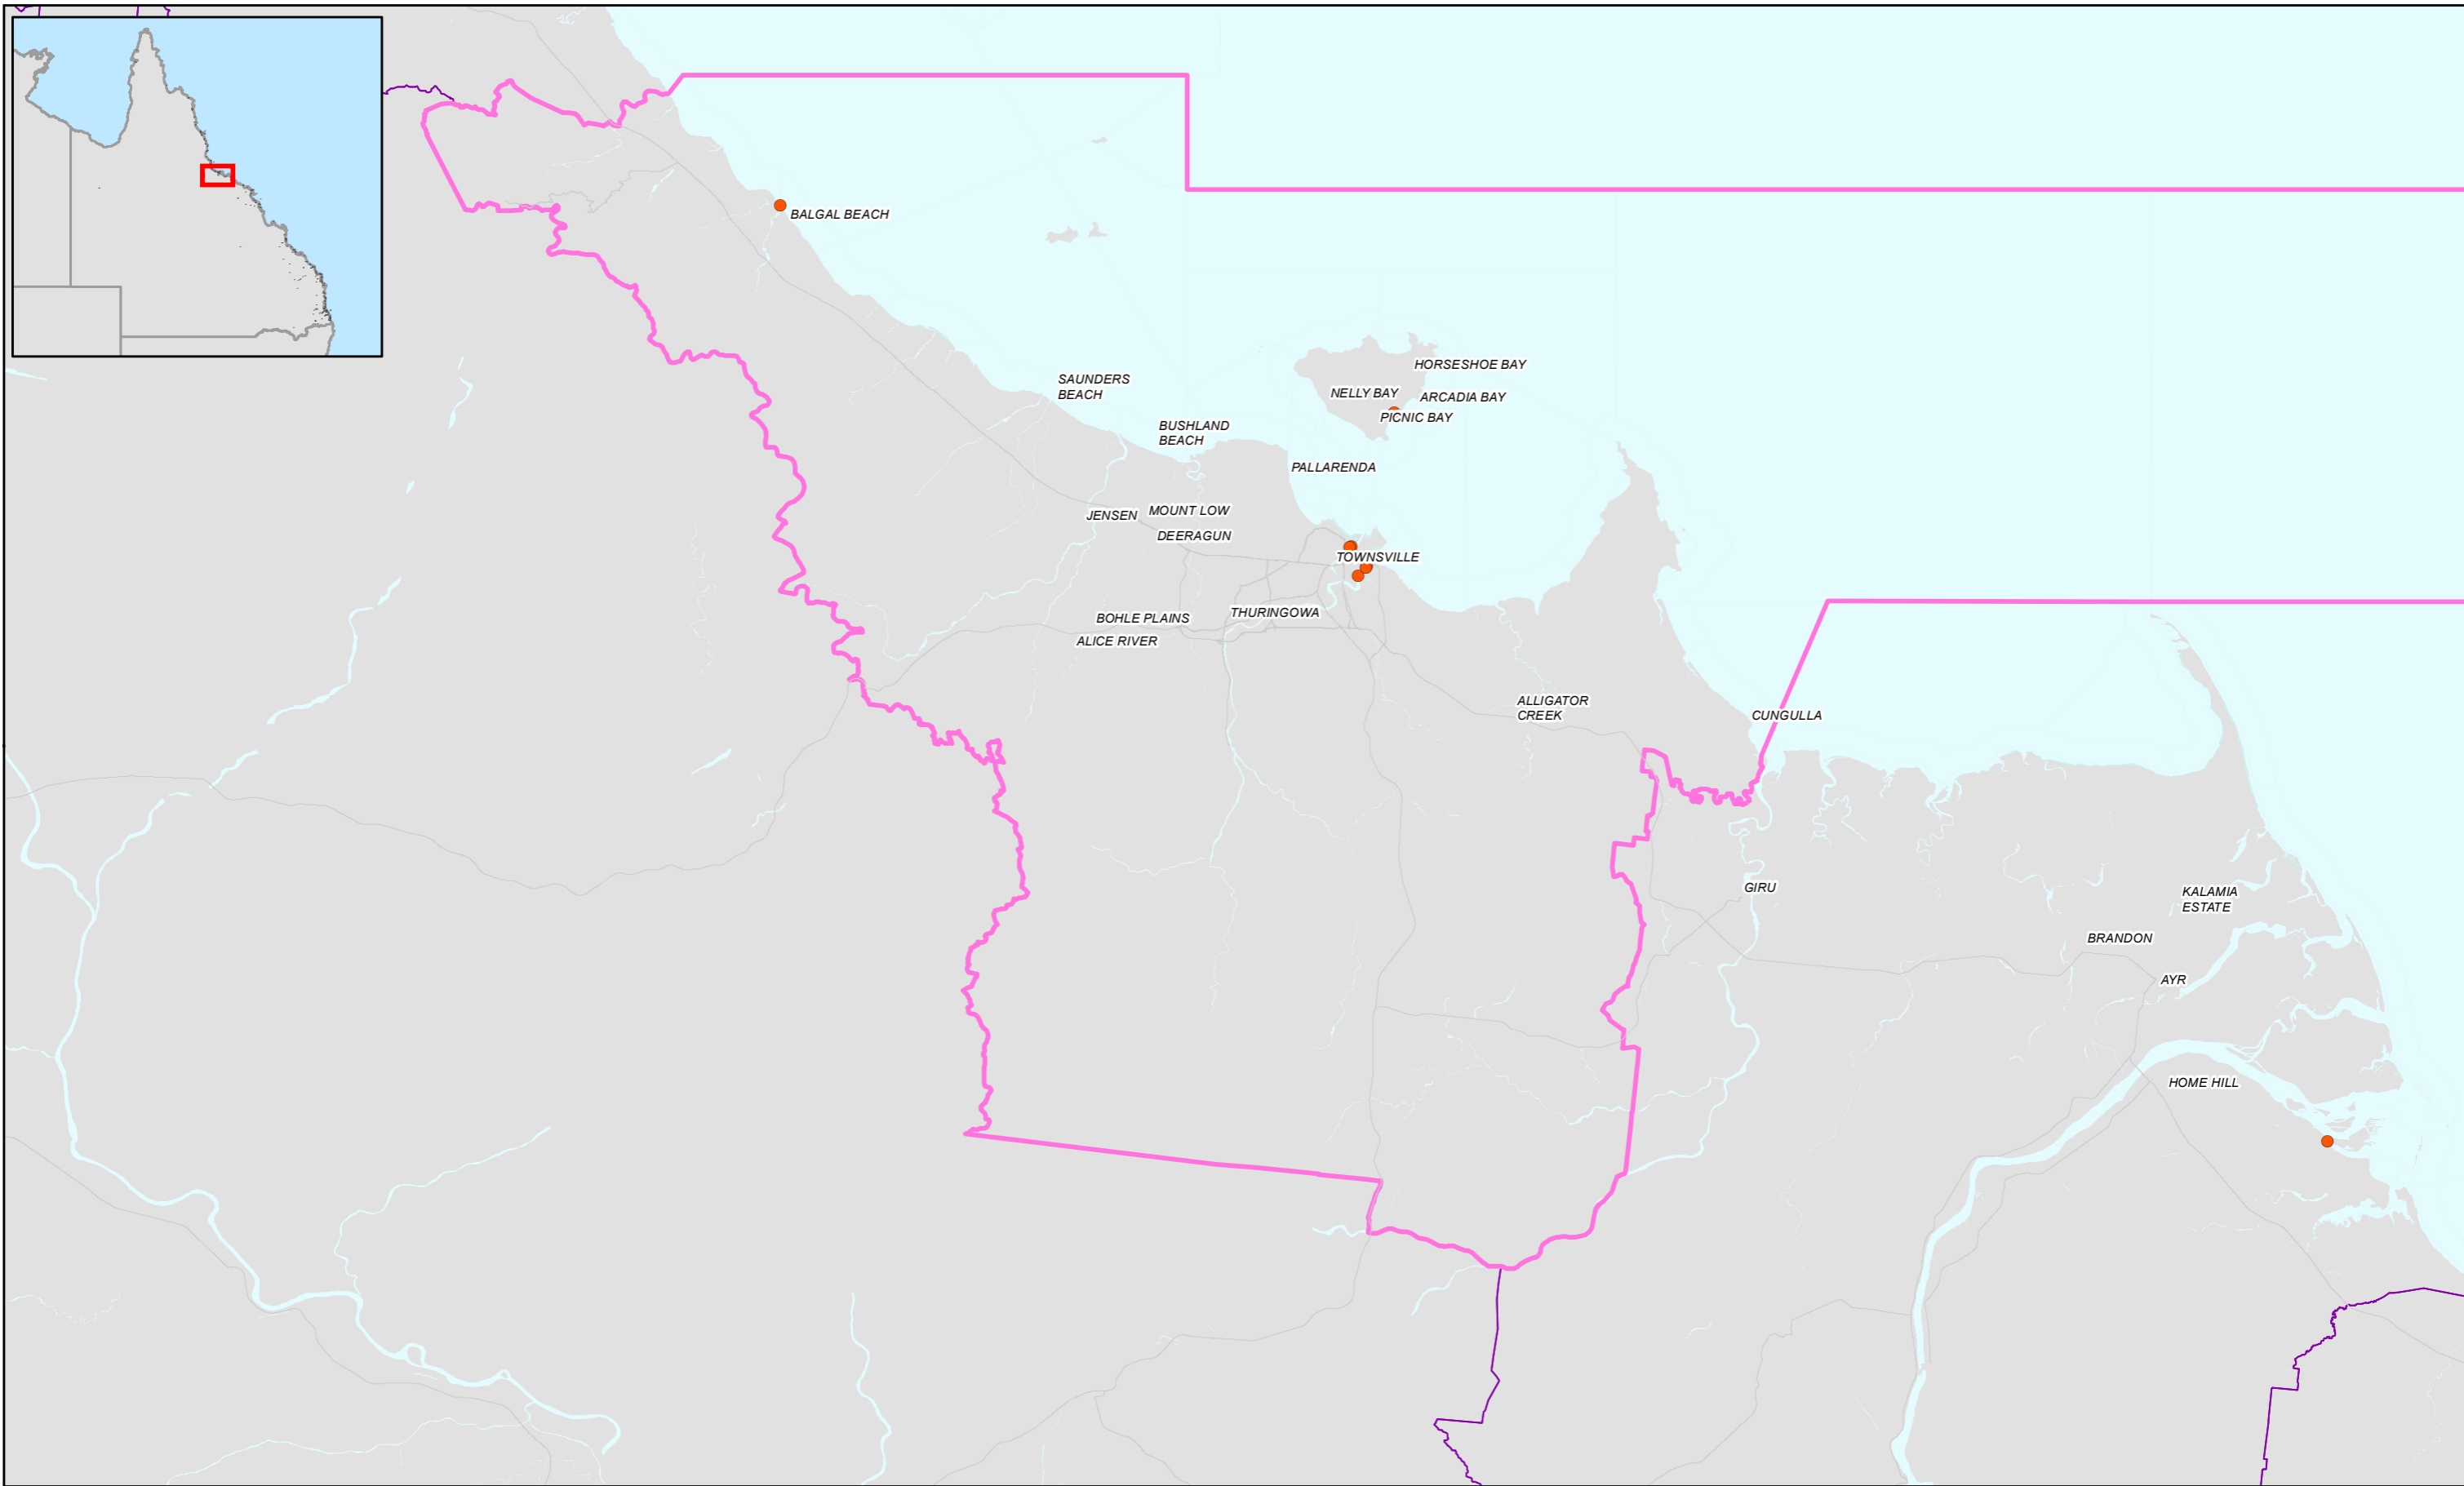 BALGAL BEACH
HORSESHOE BAY
SAUNDERS
BEACH
NELLY BAY
ARCADIA BAY
PICNIC BAY
BUSHLAND
BEACH
PALLARENDA
JENSEN
MOUNT LOW
DEERAGUN
TOWNSVILLE
BOHLE PLAINS
THURINGOWA
ALICE RIVER
ALLIGATOR
CREEK
CUNGULLA
GIRU
KALAMIA
ESTATE
BRANDON
AYR
HOME HILL